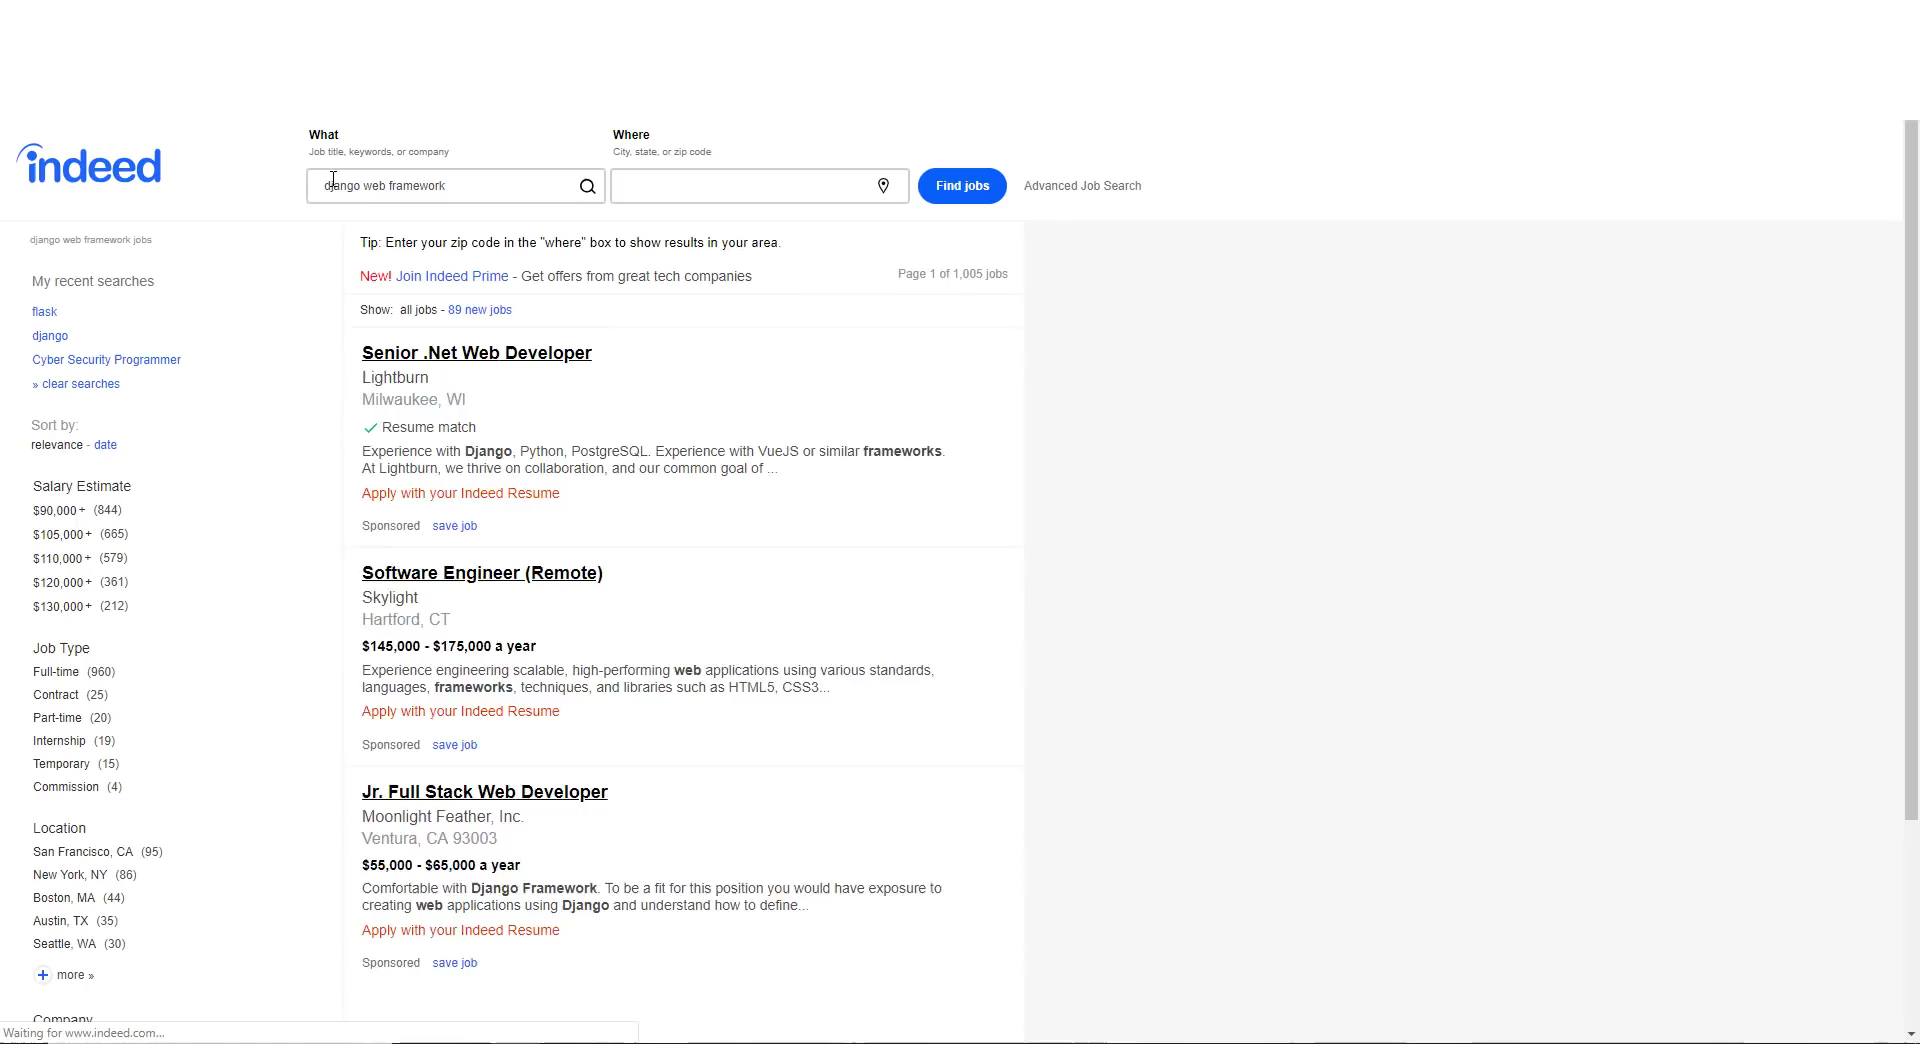 What
Where
Job title, keywords, or company
City, state, or zip code
indeed
django web framework
Find jobs
Advanced Job Search
django web framework jobs
My recent searches
flask
django
Cyber Security Programmer
» clear searches
Sort by:
relevance - date
Salary Estimate
$90,000+ (844)
$105,000+ (665)
$110,000+ (579)
$120,000+ (361)
$130,000+ (212)
Job Type
Full-time (960)
Contract (25)
Part-time (20)
Internship (19)
Temporary (15)
Commission (4)
Location
San Francisco, CA (95)
New York, NY (86)
Boston, MA (44)
Austin, TX (35)
Seattle, WA (30)
+ more »
Company
Tip: Enter your zip code in the "where" box to show results in your area.
New! Join Indeed Prime - Get offers from great tech companies
Page 1 of 1,005 jobs
Show: all jobs - 89 new jobs
Senior .Net Web Developer
Lightburn
Milwaukee, WI
Resume match
Experience with Django, Python, PostgreSQL. Experience with VueJS or similar frameworks.
At Lightburn, we thrive on collaboration, and our common goal of ...
Apply with your Indeed Resume
Sponsored save job
Software Engineer (Remote)
Skylight
Hartford, CT
$145,000 - $175,000 a year
Experience engineering scalable, high-performing web applications using various standards,
languages, frameworks, techniques, and libraries such as HTML5, CSS3...
Apply with your Indeed Resume
Sponsored save job
Jr. Full Stack Web Developer
Moonlight Feather, Inc.
Ventura, CA 93003
$55,000 - $65,000 a year
Comfortable with Django Framework. To be a fit for this position you would have exposure to
creating web applications using Django and understand how to define...
Apply with your Indeed Resume
Sponsored save job
Waiting for www.indeed.com...